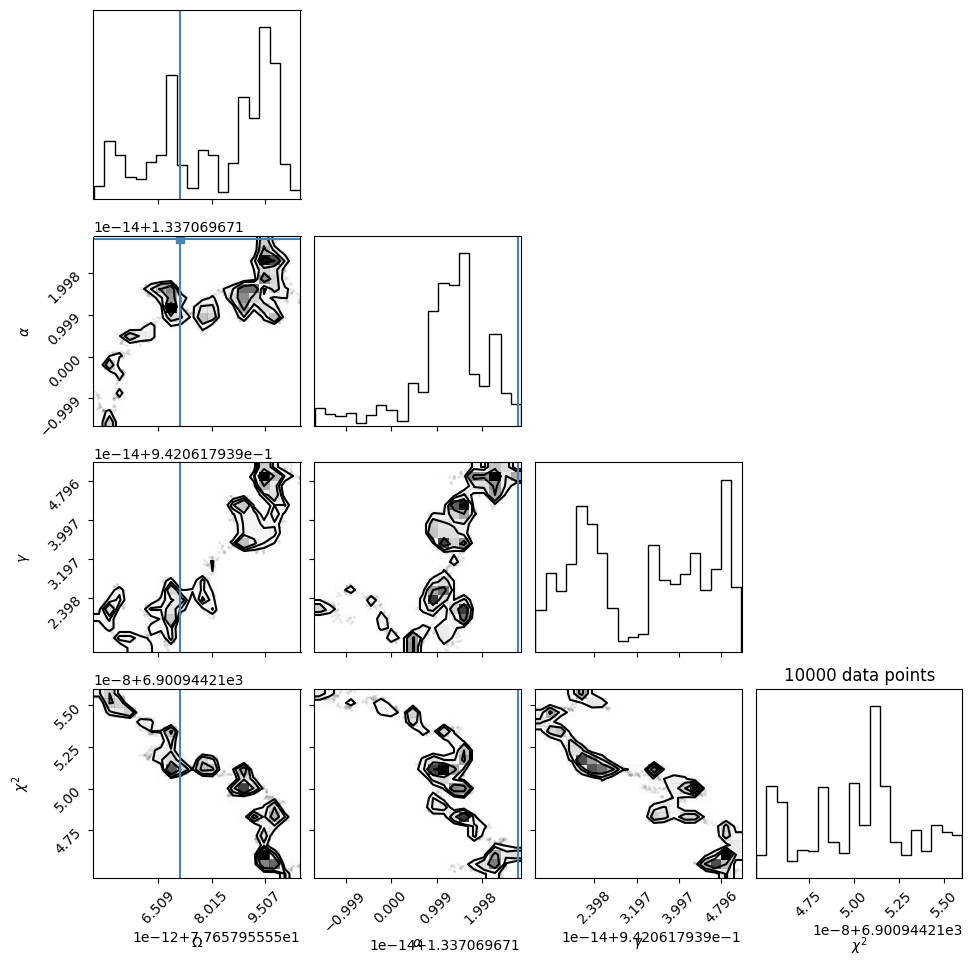 1e−14+1.337069671
α
1.998
0.999
0.000
−0.999
1e−14+9.420617939e−1
γ
4.796
3.997
3.197
2.398
1e−8+6.90094421e3
10000 data points
χ²
5.50
5.25
5.00
4.75
6.509 8.015 9.507
−0.999 0.000 0.999 1.998
2.398 3.197 3.997 4.796
4.75 5.00 5.25 5.50
1e−12+7.765795555e1
Ω
1e−14+1.337069671
α
1e−14+9.420617939e−1
γ
1e−8+6.90094421e3
χ²